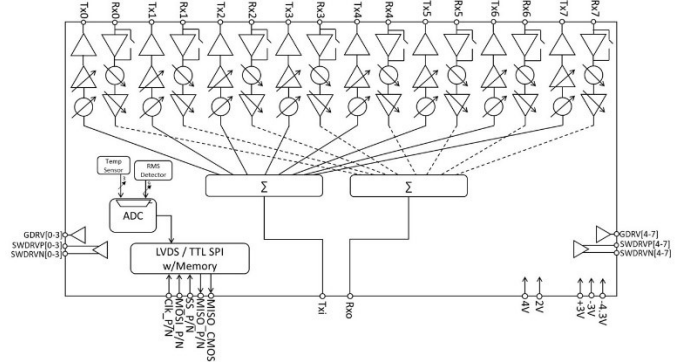 Tx0
Rx0
Tx1
Rx1
Tx2
Rx2
Tx3
Rx3
Tx4
Rx4
Tx5
Rx5
Tx6
Rx6
Tx7
Rx7
Temp
Sensor
RMS
Detector
ADC
Σ
Σ
LVDS / TTL SPI
w/Memory
GDRV[0-3]
SWDRVP[0-3]
SWDRVN[0-3]
GDRV[4-7]
SWDRVP[4-7]
SWDRVN[4-7]
Clk_P/N
MOSI_P/N
SS_P/N
MISO_P/N
MISO_CMOS
Txi
Rxo
4V
2V
+3V
-3V
-4.3V